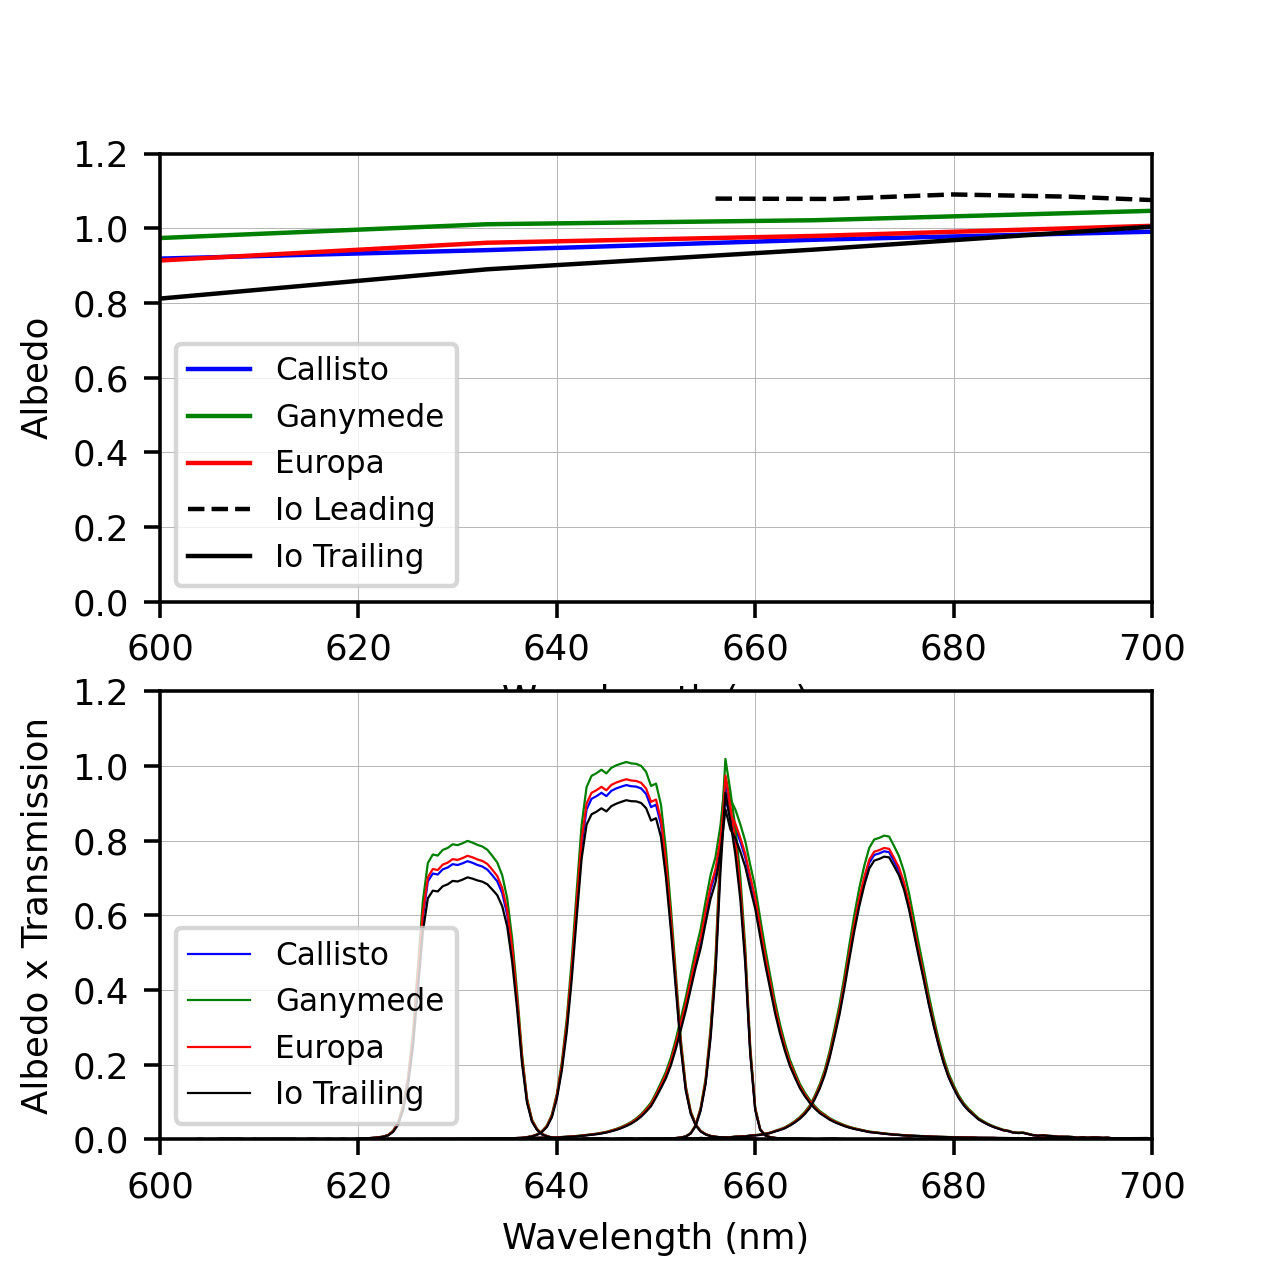 1.2
1.0
0.8
0.6
0.4
0.2
0.0
Albedo
Callisto
Ganymede
Europa
Io Leading
Io Trailing
600 620 640 660 680 700
1.2
1.0
0.8
0.6
0.4
0.2
0.0
Albedo x Transmission
Callisto
Ganymede
Europa
Io Trailing
600 620 640 660 680 700
Wavelength (nm)